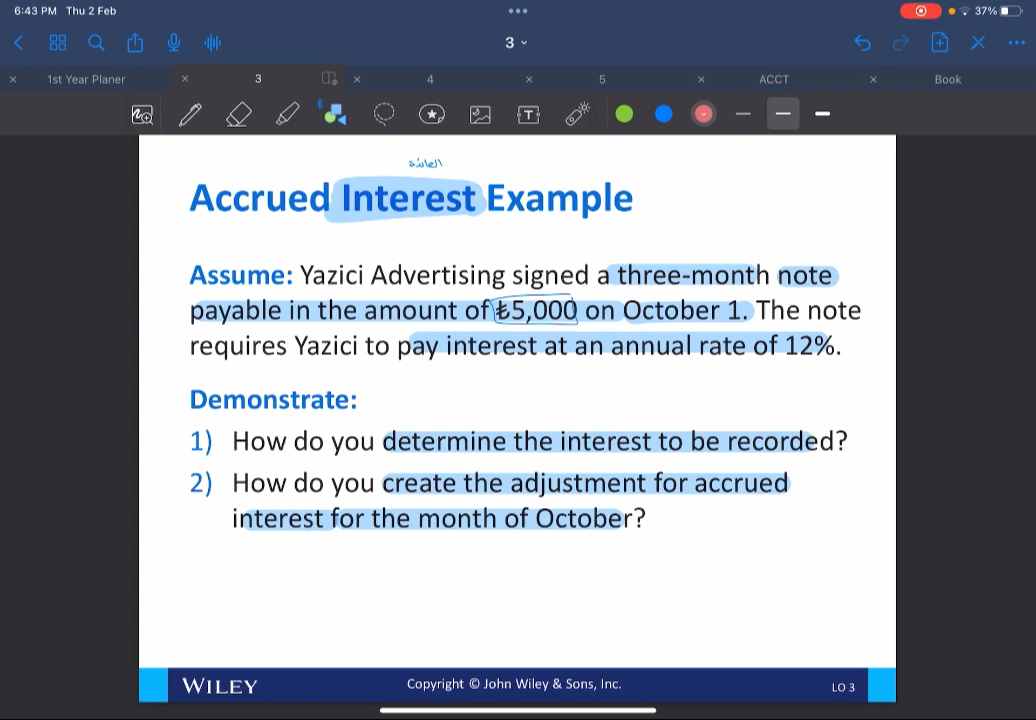 6:43 PM Thu 2 Feb
37%
3
1st Year Planer
3
4
5
ACCT
Book
T
العائدة
Accrued Interest Example
Assume: Yazici Advertising signed a three-month note
payable in the amount of ₺5,000 on October 1. The note
requires Yazici to pay interest at an annual rate of 12%.
Demonstrate:
1) How do you determine the interest to be recorded?
2) How do you create the adjustment for accrued
interest for the month of October?
WILEY
Copyright © John Wiley & Sons, Inc.
LO 3